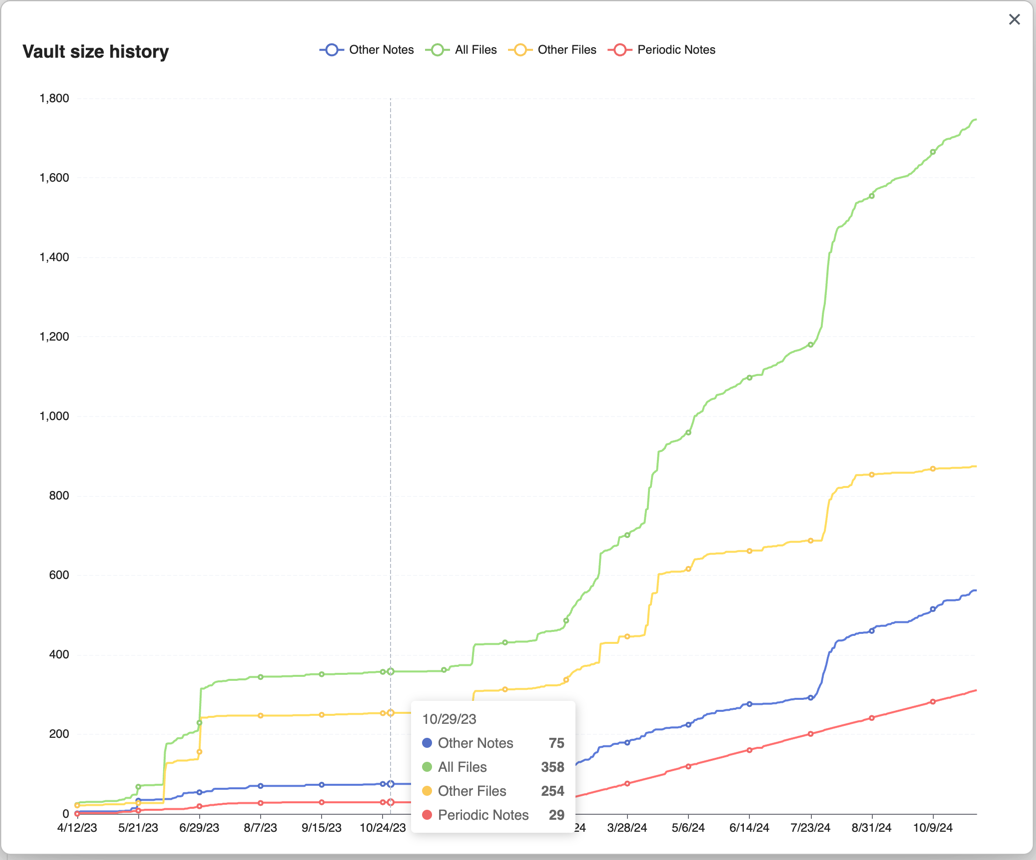 Vault size history
Other Notes All Files Other Files Periodic Notes
1,800
1,600
1,400
1,200
1,000
800
600
400
200
0
10/29/23
Other Notes 75
All Files 358
Other Files 254
Periodic Notes 29
4/12/23 5/21/23 6/29/23 8/7/23 9/15/23 10/24/23 24 3/28/24 5/6/24 6/14/24 7/23/24 8/31/24 10/9/24